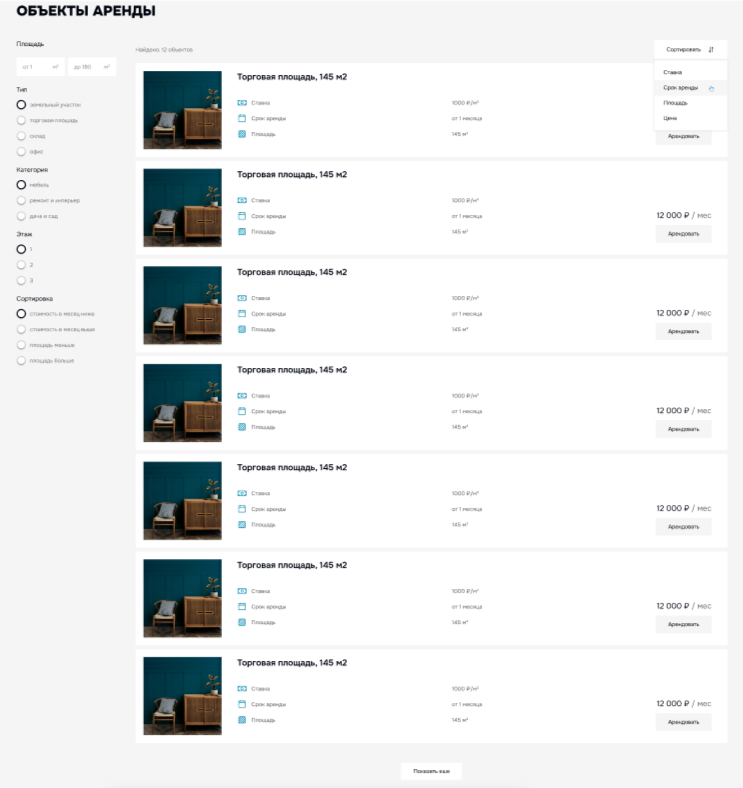 ОБЪЕКТЫ АРЕНДЫ
Площадь
от 1 м²
до 180 м²
Тип
земельный участок
торговая площадь
склад
офис
Категория
мебель
ремонт и интерьер
дача и сад
Этаж
1
2
3
Сортировка
стоимость в месяц ниже
стоимость в месяц выше
площадь меньше
площадь больше
Найдено 12 объектов
Сортировать
Ставка
Срок аренды
Площадь
Цена
Торговая площадь, 145 м2
Ставка 1000 ₽/м²
Срок аренды от 1 месяца
Площадь 145 м²
Арендовать
Торговая площадь, 145 м2
Ставка 1000 ₽/м²
Срок аренды от 1 месяца
Площадь 145 м²
12 000 ₽ / мес
Арендовать
Торговая площадь, 145 м2
Ставка 1000 ₽/м²
Срок аренды от 1 месяца
Площадь 145 м²
12 000 ₽ / мес
Арендовать
Торговая площадь, 145 м2
Ставка 1000 ₽/м²
Срок аренды от 1 месяца
Площадь 145 м²
12 000 ₽ / мес
Арендовать
Торговая площадь, 145 м2
Ставка 1000 ₽/м²
Срок аренды от 1 месяца
Площадь 145 м²
12 000 ₽ / мес
Арендовать
Торговая площадь, 145 м2
Ставка 1000 ₽/м²
Срок аренды от 1 месяца
Площадь 145 м²
12 000 ₽ / мес
Арендовать
Торговая площадь, 145 м2
Ставка 1000 ₽/м²
Срок аренды от 1 месяца
Площадь 145 м²
12 000 ₽ / мес
Арендовать
Показать еще